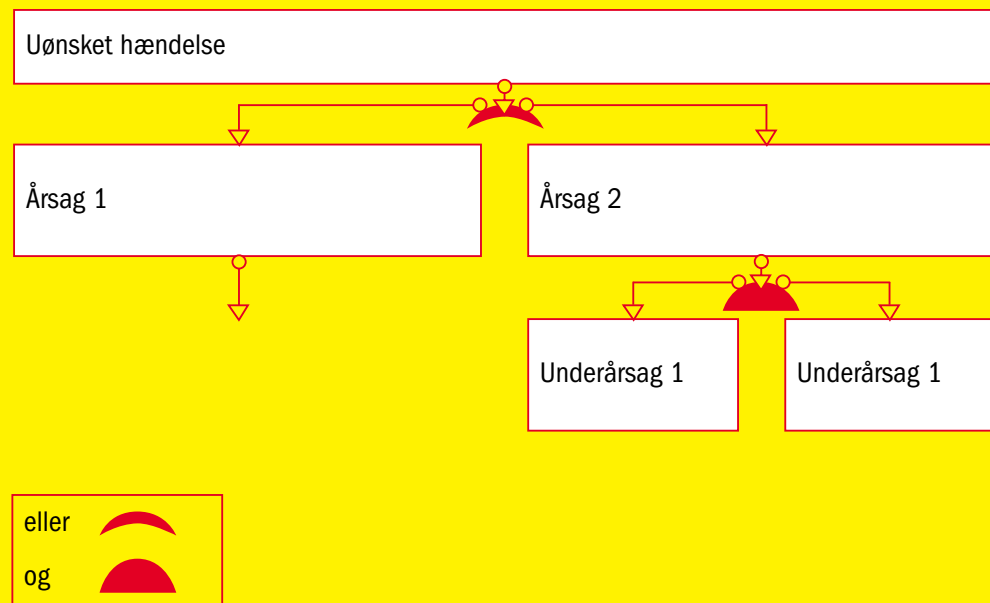 Uønsket hændelse
Årsag 1
Årsag 2
Underårsag 1
Underårsag 1
eller
og